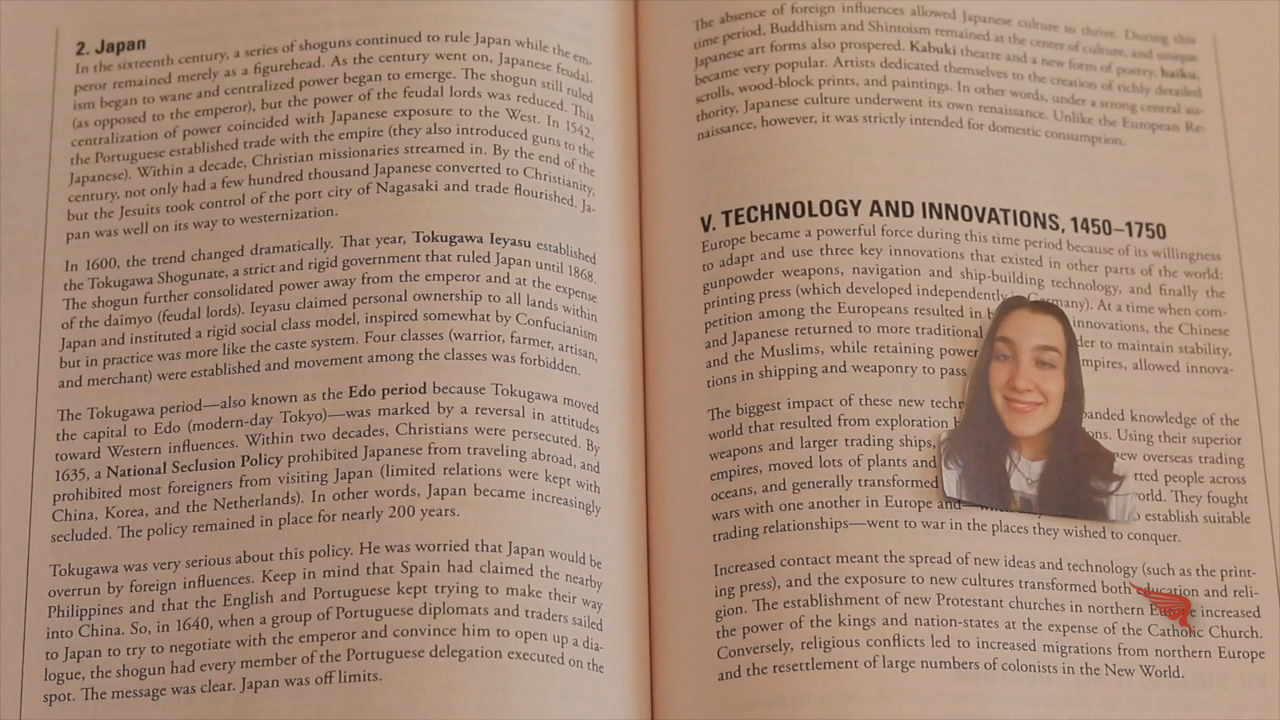 2. Japan
In the sixteenth century, a series of shoguns continued to rule Japan while the em-
peror remained merely as a figurehead. As the century went on, Japanese feudal-
ism began to wane and centralized power began to emerge. The shogun still ruled
(as opposed to the emperor), but the power of the feudal lords was reduced. This
centralization of power coincided with Japanese exposure to the West. In 1542,
the Portuguese established trade with the empire (they also introduced guns to the
Japanese). Within a decade, Christian missionaries streamed in. By the end of the
century, not only had a few hundred thousand Japanese converted to Christianity,
but the Jesuits took control of the port city of Nagasaki and trade flourished. Ja-
pan was well on its way to westernization.
In 1600, the trend changed dramatically. That year, Tokugawa Ieyasu established
the Tokugawa Shogunate, a strict and rigid government that ruled Japan until 1868.
The shogun further consolidated power away from the emperor and at the expense
of the daimyo (feudal lords). Ieyasu claimed personal ownership to all lands within
Japan and instituted a rigid social class model, inspired somewhat by Confucianism
but in practice was more like the caste system. Four classes (warrior, farmer, artisan,
and merchant) were established and movement among the classes was forbidden.
The Tokugawa period—also known as the Edo period because Tokugawa moved
the capital to Edo (modern-day Tokyo)—was marked by a reversal in attitudes
toward Western influences. Within two decades, Christians were persecuted. By
1635, a National Seclusion Policy prohibited Japanese from traveling abroad, and
prohibited most foreigners from visiting Japan (limited relations were kept with
China, Korea, and the Netherlands). In other words, Japan became increasingly
secluded. The policy remained in place for nearly 200 years.
Tokugawa was very serious about this policy. He was worried that Japan would be
overrun by foreign influences. Keep in mind that Spain had claimed the nearby
Philippines and that the English and Portuguese kept trying to make their way
into China. So, in 1640, when a group of Portuguese diplomats and traders sailed
to Japan to try to negotiate with the emperor and convince him to open up a dia-
logue, the shogun had every member of the Portuguese delegation executed on the
spot. The message was clear. Japan was off limits.
The absence of foreign influences allowed Japanese culture to thrive. During this
time period, Buddhism and Shintoism remained at the center of culture, and unique
Japanese art forms also prospered. Kabuki theatre and a new form of poetry, haiku,
became very popular. Artists dedicated themselves to the creation of richly detailed
scrolls, wood-block prints, and paintings. In other words, under a strong central au-
thority, Japanese culture underwent its own renaissance. Unlike the European Re-
naissance, however, it was strictly intended for domestic consumption.
V. TECHNOLOGY AND INNOVATIONS, 1450–1750
Europe became a powerful force during this time period because of its willingness
to adapt and use three key innovations that existed in other parts of the world:
gunpowder weapons, navigation and ship-building technology, and finally the
printing press (which developed independently Germany). At a time when com-
petition among the Europeans resulted in innovations, the Chinese
and Japanese returned to more traditional to maintain stability,
and the Muslims, while retaining allowed innova-
tions in shipping and weaponry to pass
The biggest impact of these new knowledge of the
world that resulted from exploration Using their superior
weapons and larger trading ships, new overseas trading
empires, moved lots of plants and people across
oceans, and generally transformed They fought
wars with one another in Europe and establish suitable
trading relationships—went to war in the places they wished to conquer.
Increased contact meant the spread of new ideas and technology (such as the print-
ing press), and the exposure to new cultures transformed both education and reli-
gion. The establishment of new Protestant churches in northern Europe increased
the power of the kings and nation-states at the expense of the Catholic Church.
Conversely, religious conflicts led to increased migrations from northern Europe
and the resettlement of large numbers of colonists in the New World.